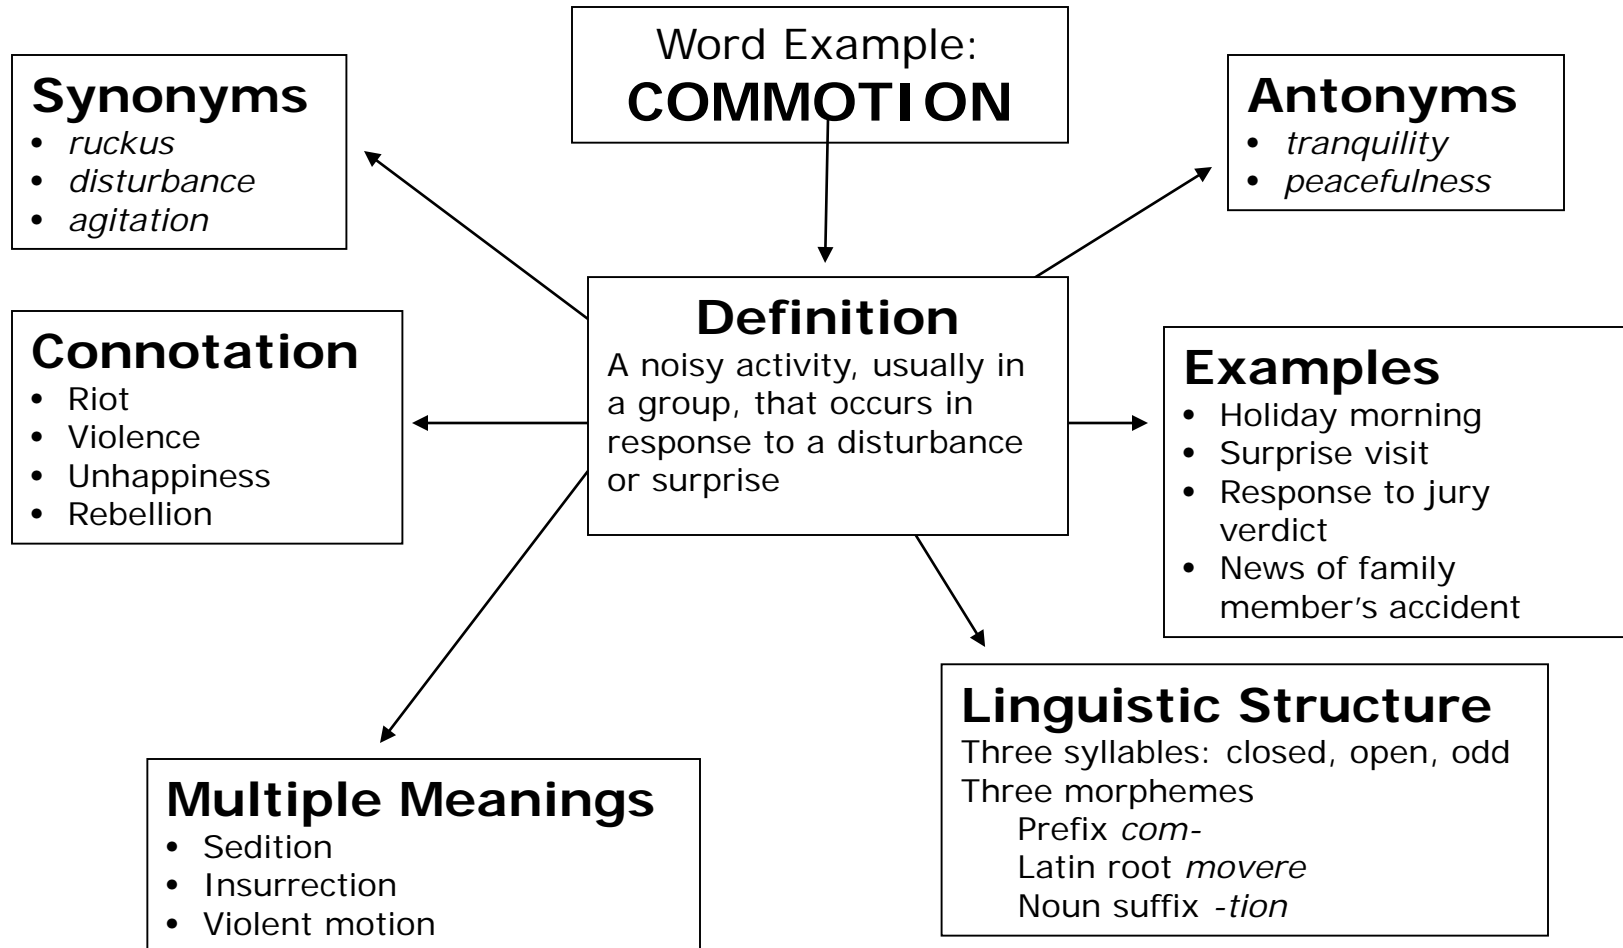 Word Example:
COMMOTION
Synonyms
• ruckus
• disturbance
• agitation
Antonyms
• tranquility
• peacefulness
Definition
A noisy activity, usually in
a group, that occurs in
response to a disturbance
or surprise
Connotation
• Riot
• Violence
• Unhappiness
• Rebellion
Examples
• Holiday morning
• Surprise visit
• Response to jury
verdict
• News of family
member’s accident
Multiple Meanings
• Sedition
• Insurrection
• Violent motion
Linguistic Structure
Three syllables: closed, open, odd
Three morphemes
Prefix com-
Latin root movere
Noun suffix -tion